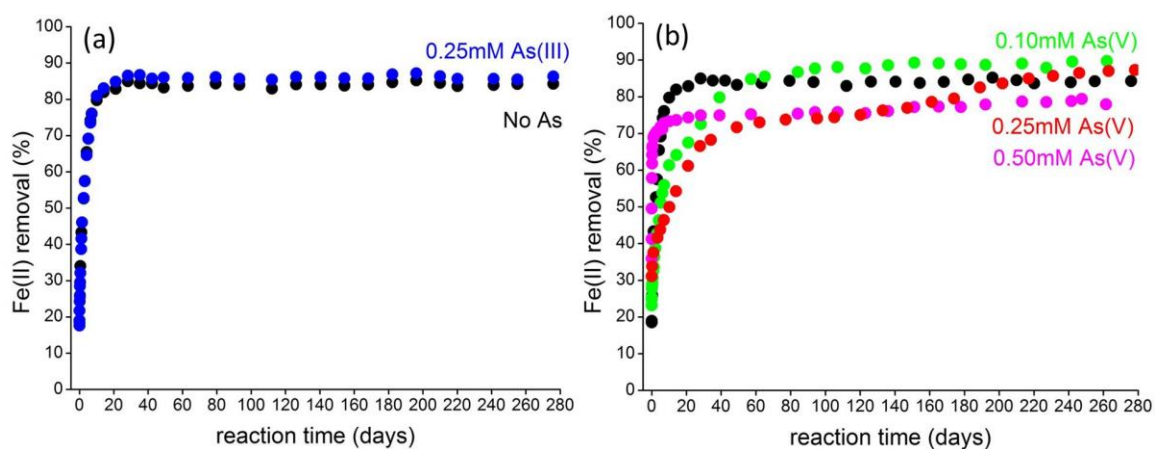 (a)
0.25mM As(III)
No As
Fe(II) removal (%)
100
90
80
70
60
50
40
30
20
10
0
0 20 40 60 80 100 120 140 160 180 200 220 240 260 280
reaction time (days)
(b)
0.10mM As(V)
0.25mM As(V)
0.50mM As(V)
Fe(II) removal (%)
100
90
80
70
60
50
40
30
20
10
0
0 20 40 60 80 100 120 140 160 180 200 220 240 260 280
reaction time (days)